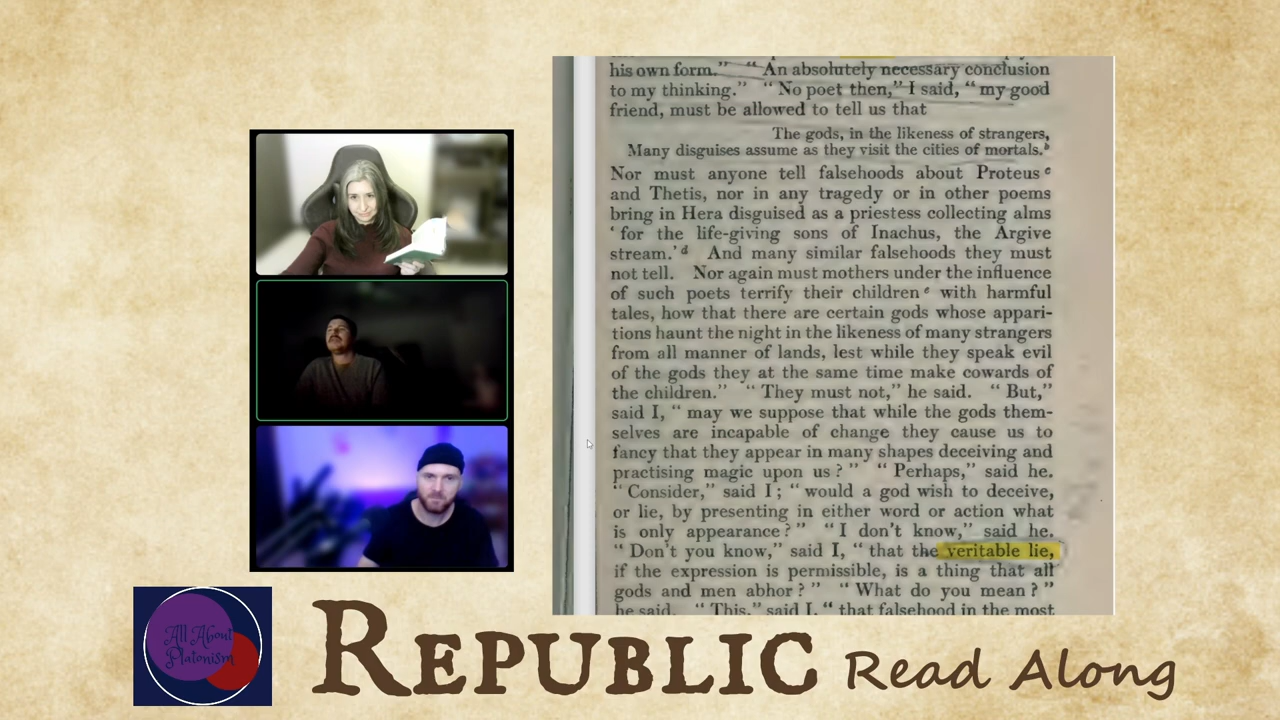 his own form.” “ An absolutely necessary conclusion
to my thinking.” “ No poet then,” I said, “ my good
friend, must be allowed to tell us that
The gods, in the likeness of strangers,
Many disguises assume as they visit the cities of mortals.ᵇ
Nor must anyone tell falsehoods about Proteus ᶜ
and Thetis, nor in any tragedy or in other poems
bring in Hera disguised as a priestess collecting alms
‘ for the life-giving sons of Inachus, the Argive
stream.’ ᵈ And many similar falsehoods they must
not tell. Nor again must mothers under the influence
of such poets terrify their children ᵉ with harmful
tales, how that there are certain gods whose appari-
tions haunt the night in the likeness of many strangers
from all manner of lands, lest while they speak evil
of the gods they at the same time make cowards of
the children.” “ They must not,” he said. “ But,”
said I, “ may we suppose that while the gods them-
selves are incapable of change they cause us to
fancy that they appear in many shapes deceiving and
practising magic upon us ? ” “ Perhaps,” said he.
“ Consider,” said I ; “ would a god wish to deceive,
or lie, by presenting in either word or action what
is only appearance ? ” “ I don’t know,” said he.
“ Don’t you know,” said I, “ that the veritable lie,
if the expression is permissible, is a thing that all
gods and men abhor ? ” “ What do you mean ? ”
he said. “ This,” said I, “ that falsehood in the most
All About
Platonism
REPUBLIC Read Along